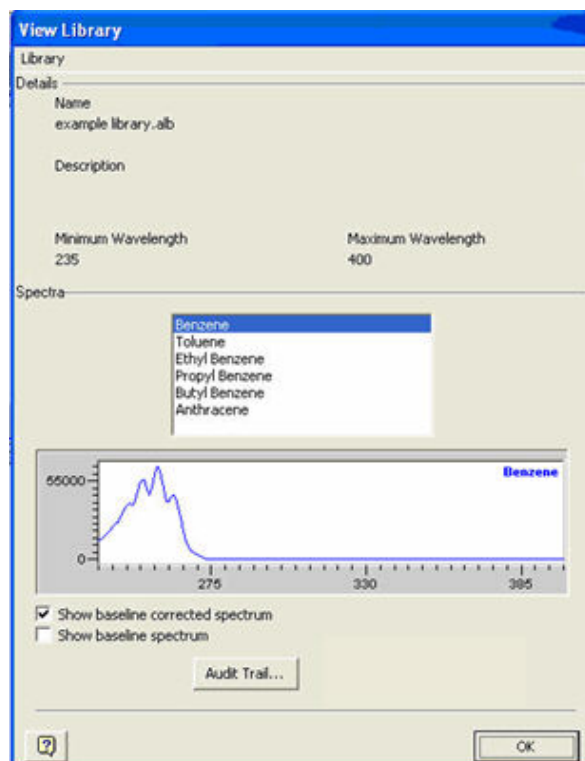 View Library
Library
Details
Name
example library.alb
Description
Minimum Wavelength Maximum Wavelength
235 400
Spectra
Benzene
Toluene
Ethyl Benzene
Propyl Benzene
Butyl Benzene
Anthracene
Benzene
65000
0
275 330 385
Show baseline corrected spectrum
Show baseline spectrum
Audit Trail...
? OK